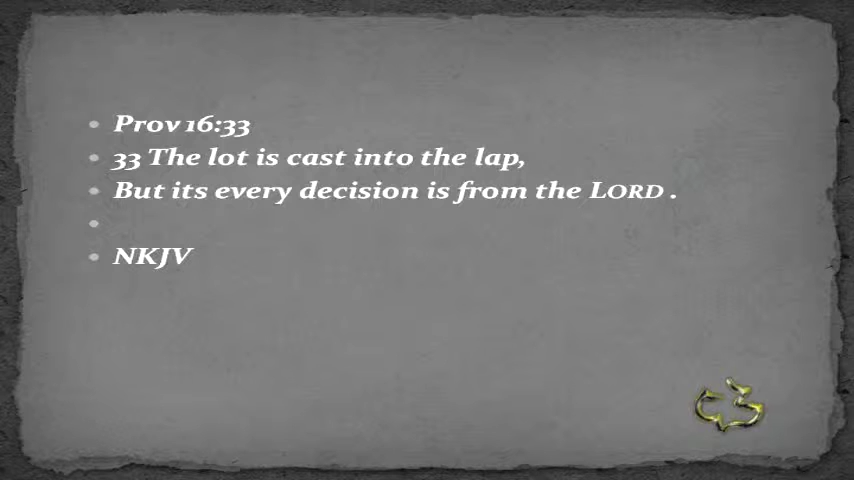 Prov 16:33
33 The lot is cast into the lap,
But its every decision is from the LORD .
NKJV